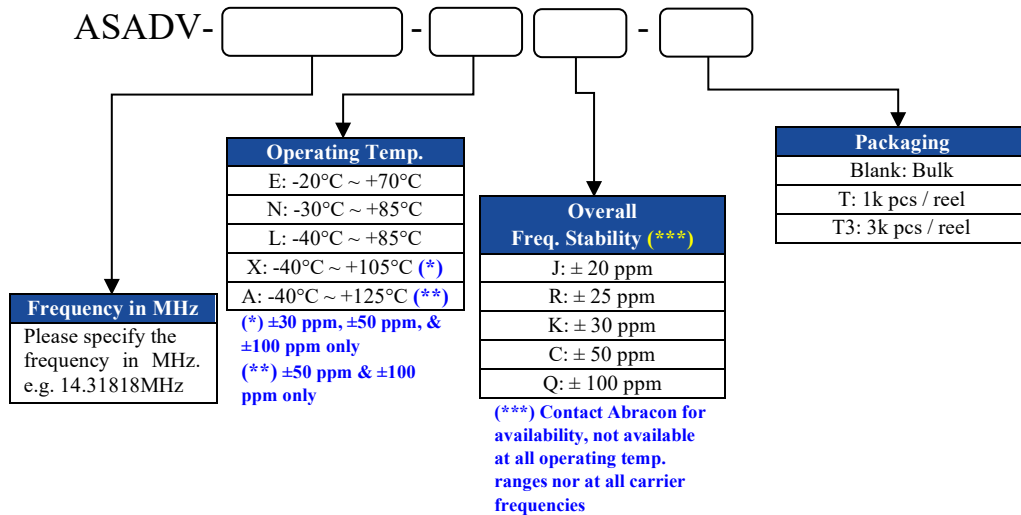 ASADV- - -
Operating Temp.
E: -20°C ~ +70°C
N: -30°C ~ +85°C
L: -40°C ~ +85°C
X: -40°C ~ +105°C (*)
A: -40°C ~ +125°C (**)
(*) ±30 ppm, ±50 ppm, &
±100 ppm only
(**) ±50 ppm & ±100
ppm only
Frequency in MHz
Please specify the
frequency in MHz.
e.g. 14.31818MHz
Overall
Freq. Stability (***)
J: ± 20 ppm
R: ± 25 ppm
K: ± 30 ppm
C: ± 50 ppm
Q: ± 100 ppm
(***) Contact Abracon for
availability, not available
at all operating temp.
ranges nor at all carrier
frequencies
Packaging
Blank: Bulk
T: 1k pcs / reel
T3: 3k pcs / reel